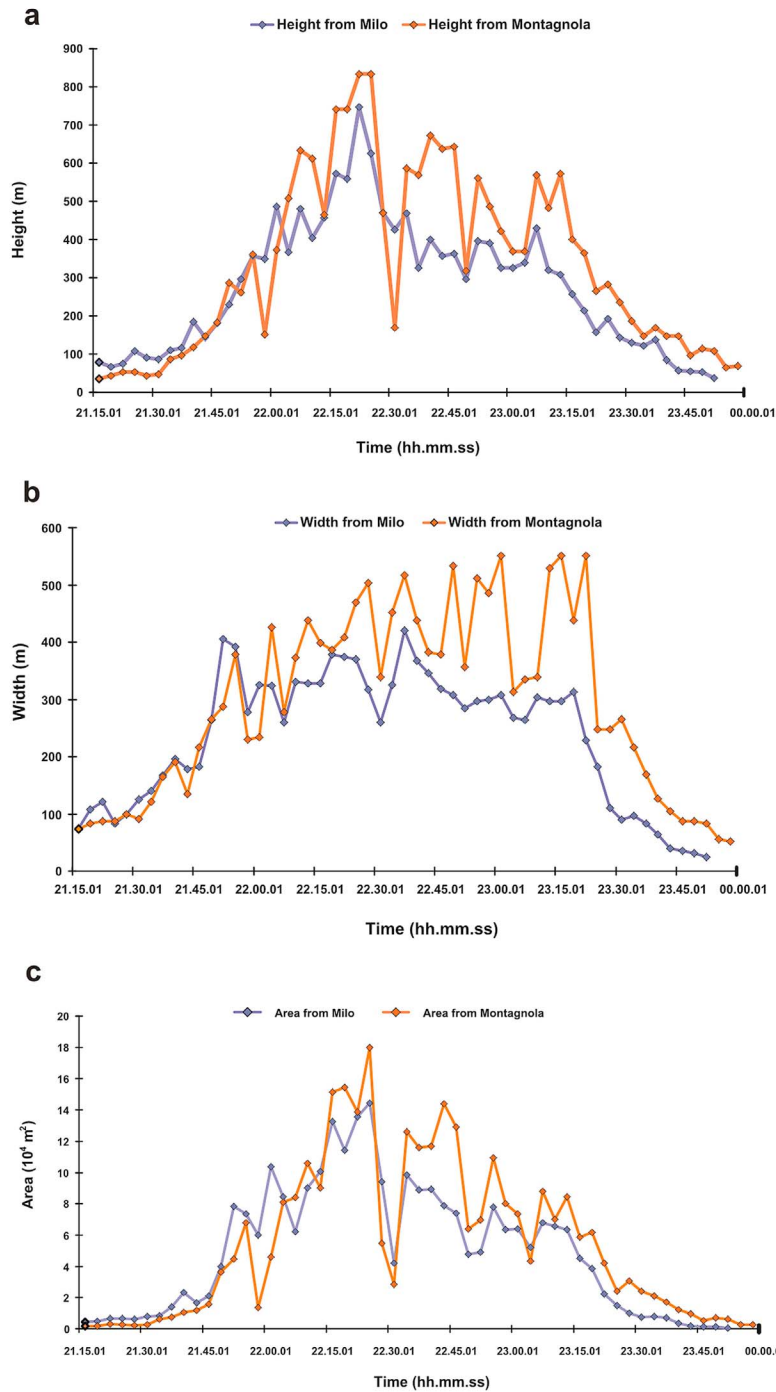 a
Height from Milo Height from Montagnola
900
800
700
600
500
400
300
200
100
0
Height (m)
21.15.01 21.30.01 21.45.01 22.00.01 22.15.01 22.30.01 22.45.01 23.00.01 23.15.01 23.30.01 23.45.01 00.00.01
Time (hh.mm.ss)
b
Width from Milo Width from Montagnola
600
500
400
300
200
100
0
Width (m)
21.15.01 21.30.01 21.45.01 22.00.01 22.15.01 22.30.01 22.45.01 23.00.01 23.15.01 23.30.01 23.45.01 00.00.01
Time (hh.mm.ss)
c
Area from Milo Area from Montagnola
20
18
16
14
12
10
8
6
4
2
0
Area (10⁴ m²)
21.15.01 21.30.01 21.45.01 22.00.01 22.15.01 22.30.01 22.45.01 23.00.01 23.15.01 23.30.01 23.45.01 00.00.0
Time (hh.mm.ss)